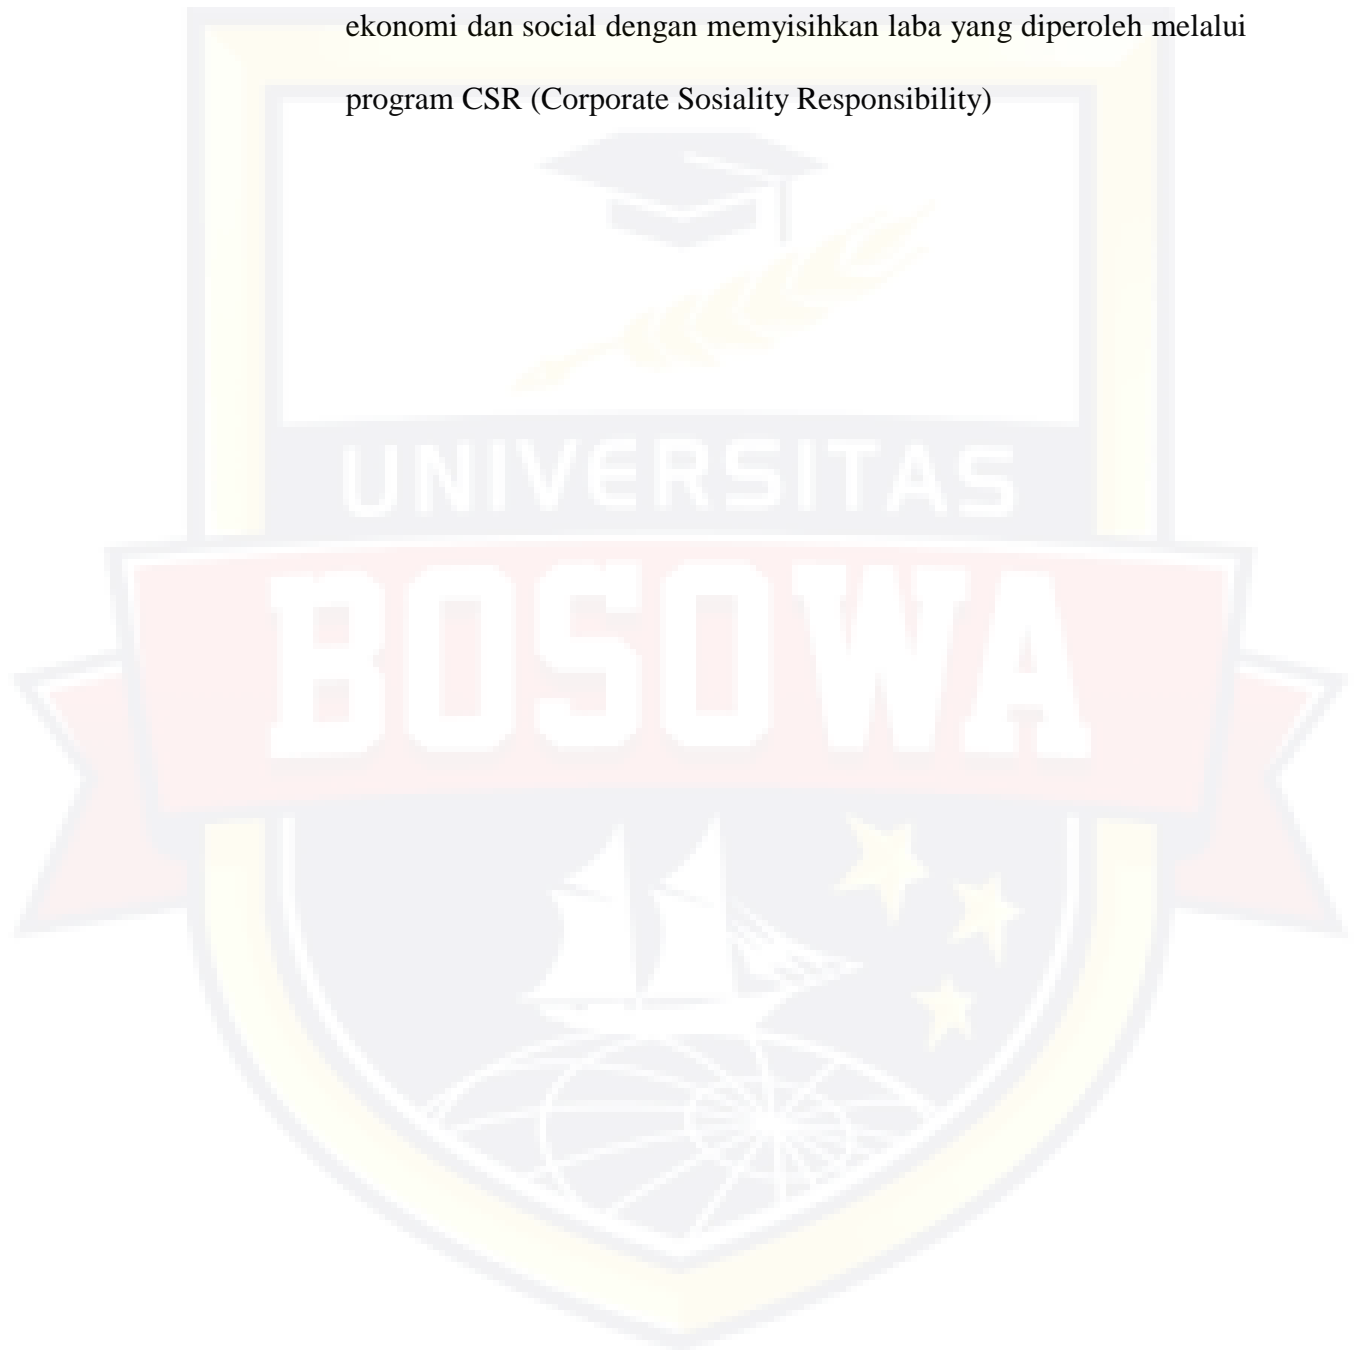 ekonomi dan social dengan memyisihkan laba yang diperoleh melalui
program CSR (Corporate Sosiality Responsibility)
UNIVERSITAS
BOSOWA